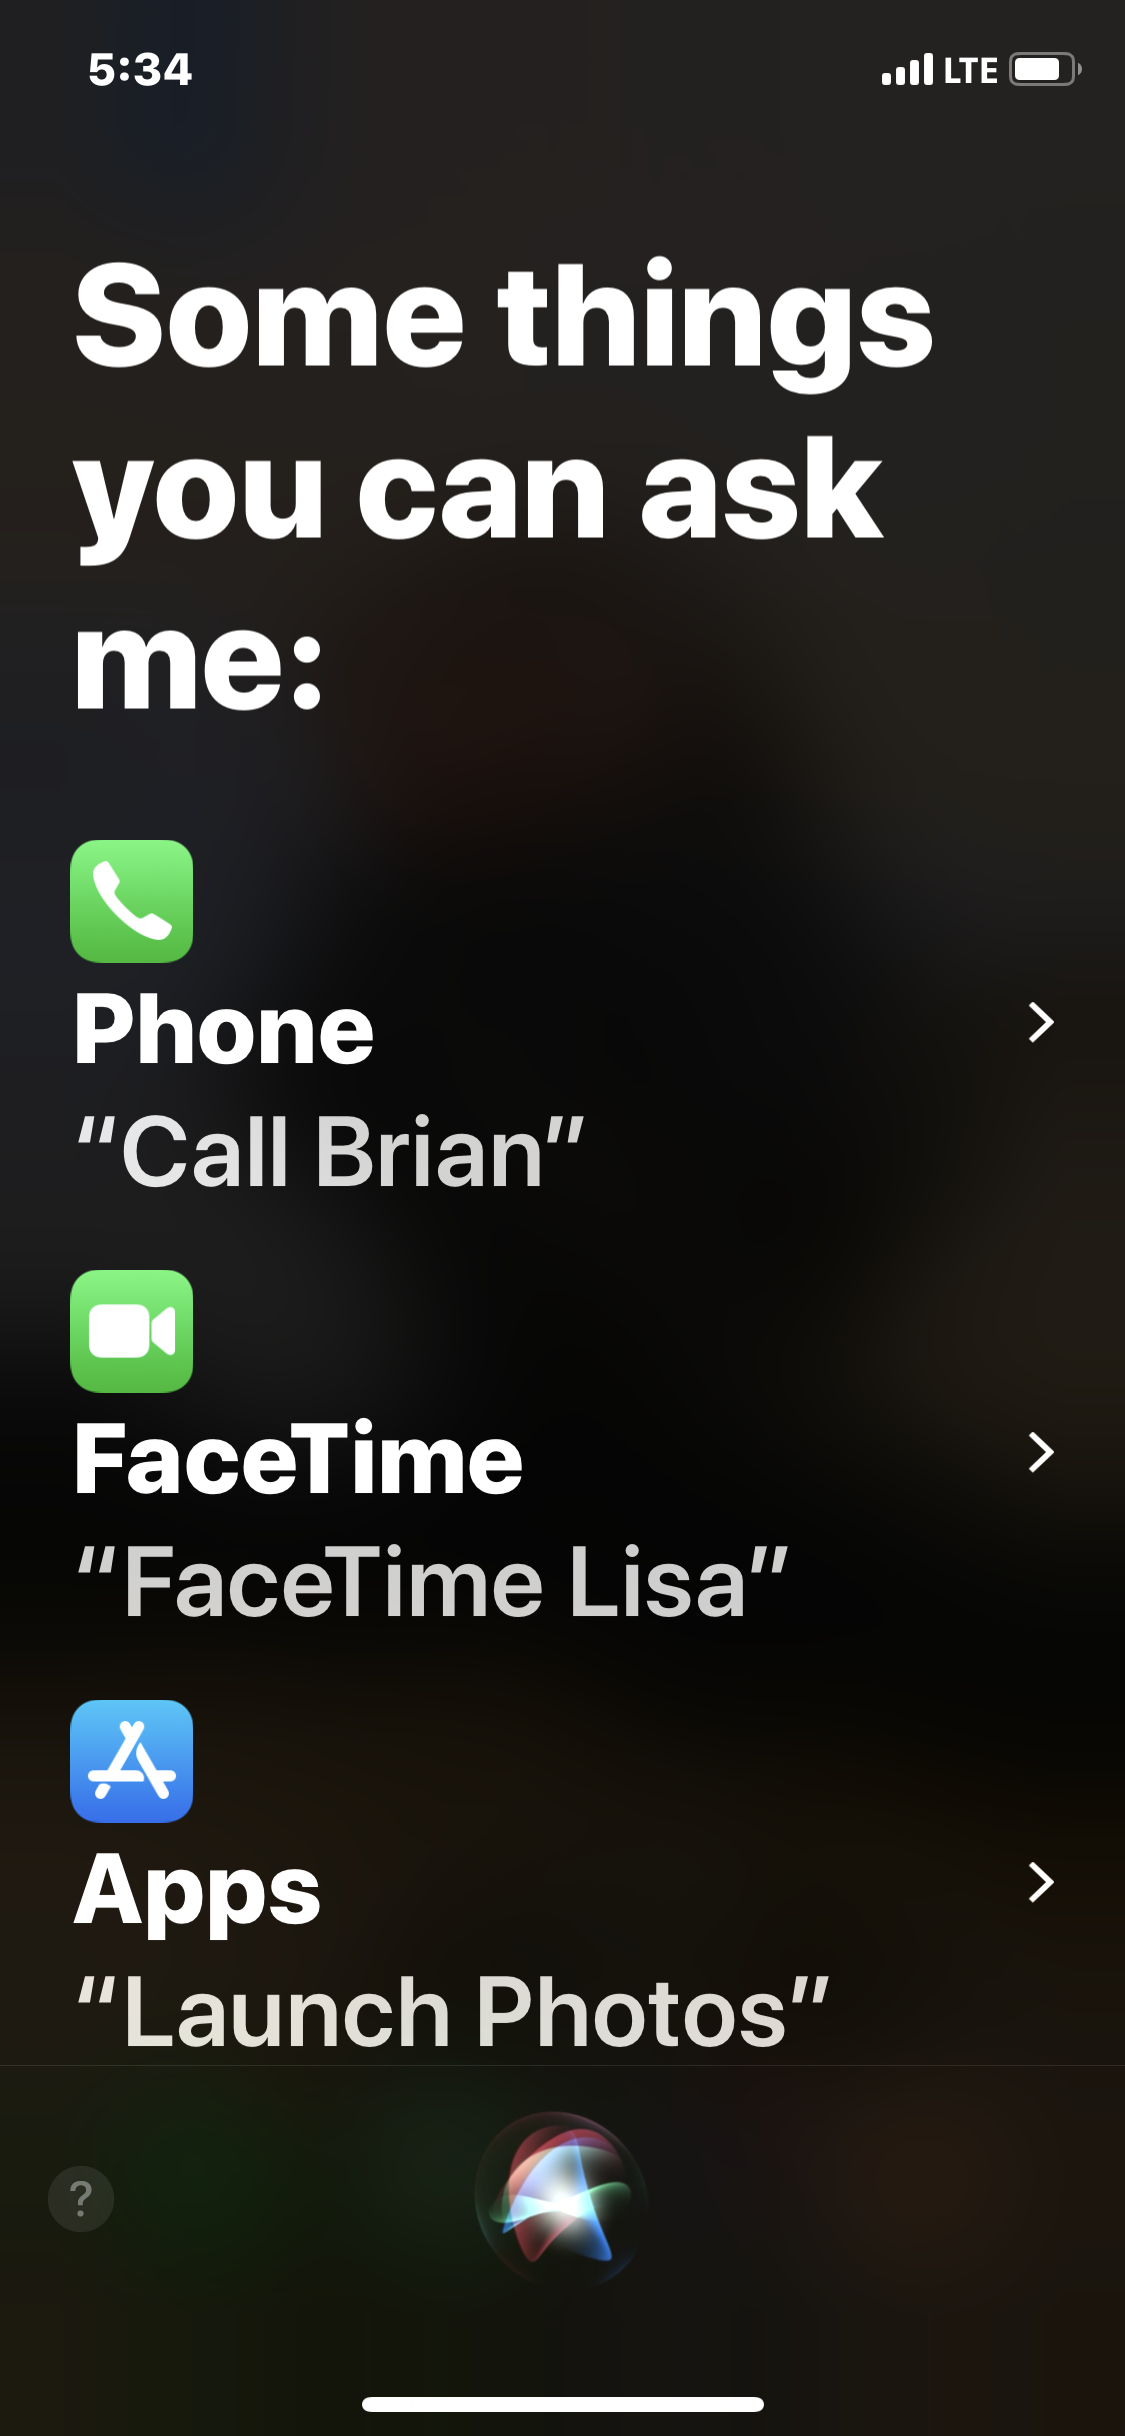 5:34 LTE
Some things
you can ask
me:
Phone
“Call Brian”
FaceTime
“FaceTime Lisa”
Apps
“Launch Photos”
?